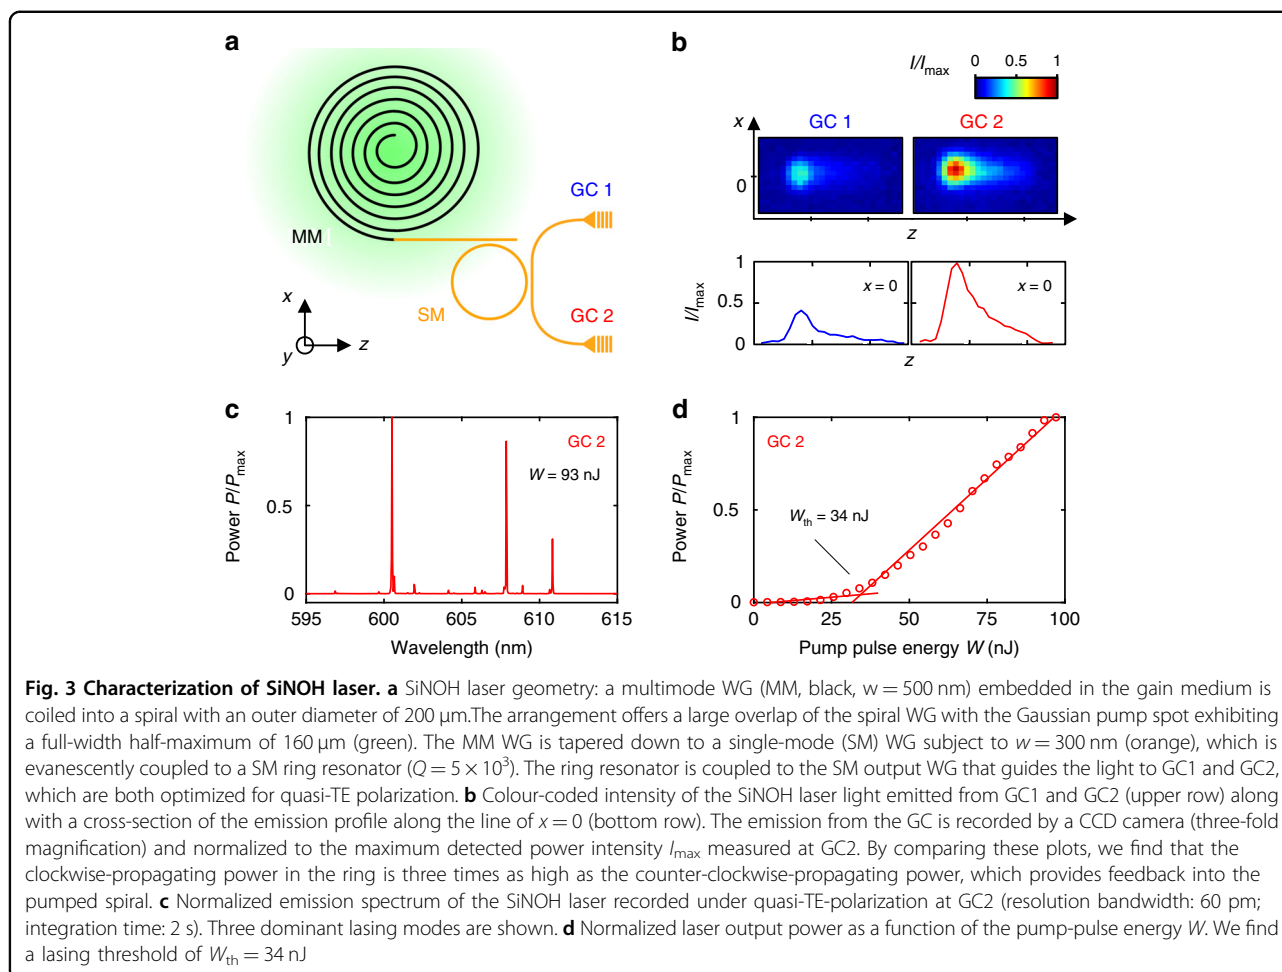 a
MM
GC 1
GC 2
SM
x
y
z
b
I/Imax
0 0.5 1
GC 1
GC 2
x
0
z
I/Imax
1
0.5
0
x = 0
x = 0
z
c
Power P/Pmax
1
0.5
0
GC 2
W = 93 nJ
595 600 605 610 615
Wavelength (nm)
d
Power P/Pmax
1
0.5
0
GC 2
Wth = 34 nJ
0 25 50 75 100
Pump pulse energy W (nJ)
Fig. 3 Characterization of SiNOH laser. a SiNOH laser geometry: a multimode WG (MM, black, w = 500 nm) embedded in the gain medium is
coiled into a spiral with an outer diameter of 200 µm.The arrangement offers a large overlap of the spiral WG with the Gaussian pump spot exhibiting
a full-width half-maximum of 160 µm (green). The MM WG is tapered down to a single-mode (SM) WG subject to w = 300 nm (orange), which is
evanescently coupled to a SM ring resonator (Q = 5 × 10³). The ring resonator is coupled to the SM output WG that guides the light to GC1 and GC2,
which are both optimized for quasi-TE polarization. b Colour-coded intensity of the SiNOH laser light emitted from GC1 and GC2 (upper row) along
with a cross-section of the emission profile along the line of x = 0 (bottom row). The emission from the GC is recorded by a CCD camera (three-fold
magnification) and normalized to the maximum detected power intensity Imax measured at GC2. By comparing these plots, we find that the
clockwise-propagating power in the ring is three times as high as the counter-clockwise-propagating power, which provides feedback into the
pumped spiral. c Normalized emission spectrum of the SiNOH laser recorded under quasi-TE-polarization at GC2 (resolution bandwidth: 60 pm;
integration time: 2 s). Three dominant lasing modes are shown. d Normalized laser output power as a function of the pump-pulse energy W. We find
a lasing threshold of Wth = 34 nJ